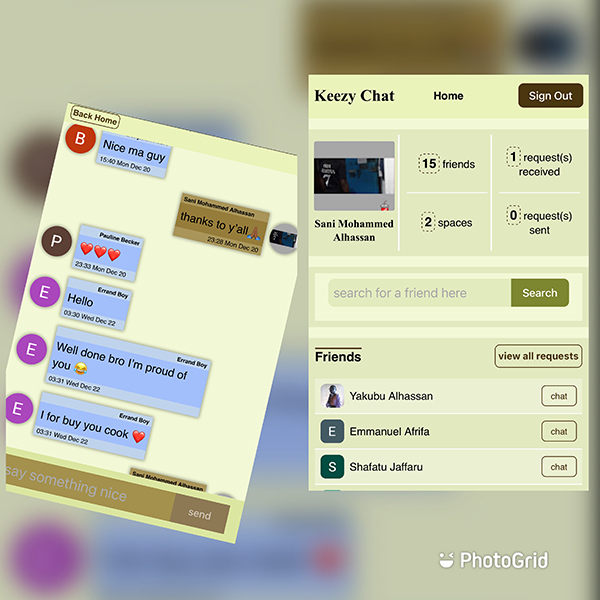 Back Home
Nice ma guy
15:40 Mon Dec 20
Sani Mohammed Alhassan
thanks to y'all🙏🏾
23:28 Mon Dec 20
P
Pauline Becker
❤️❤️❤️
23:33 Mon Dec 20
E
Errand Boy
Hello
03:30 Wed Dec 22
E
Errand Boy
Well done bro I'm proud of
you 😂
03:31 Wed Dec 22
E
Errand Boy
I for buy you cook ❤️
03:31 Wed Dec 22
Sani Mohammed Alhassan
say something nice
send
B
Keezy Chat
Home
Sign Out
7
Sani Mohammed
Alhassan
15 friends
1 request(s)
received
2 spaces
0 request(s)
sent
search for a friend here
Search
Friends
view all requests
Yakubu Alhassan
chat
E
Emmanuel Afrifa
chat
S
Shafatu Jaffaru
chat
PhotoGrid